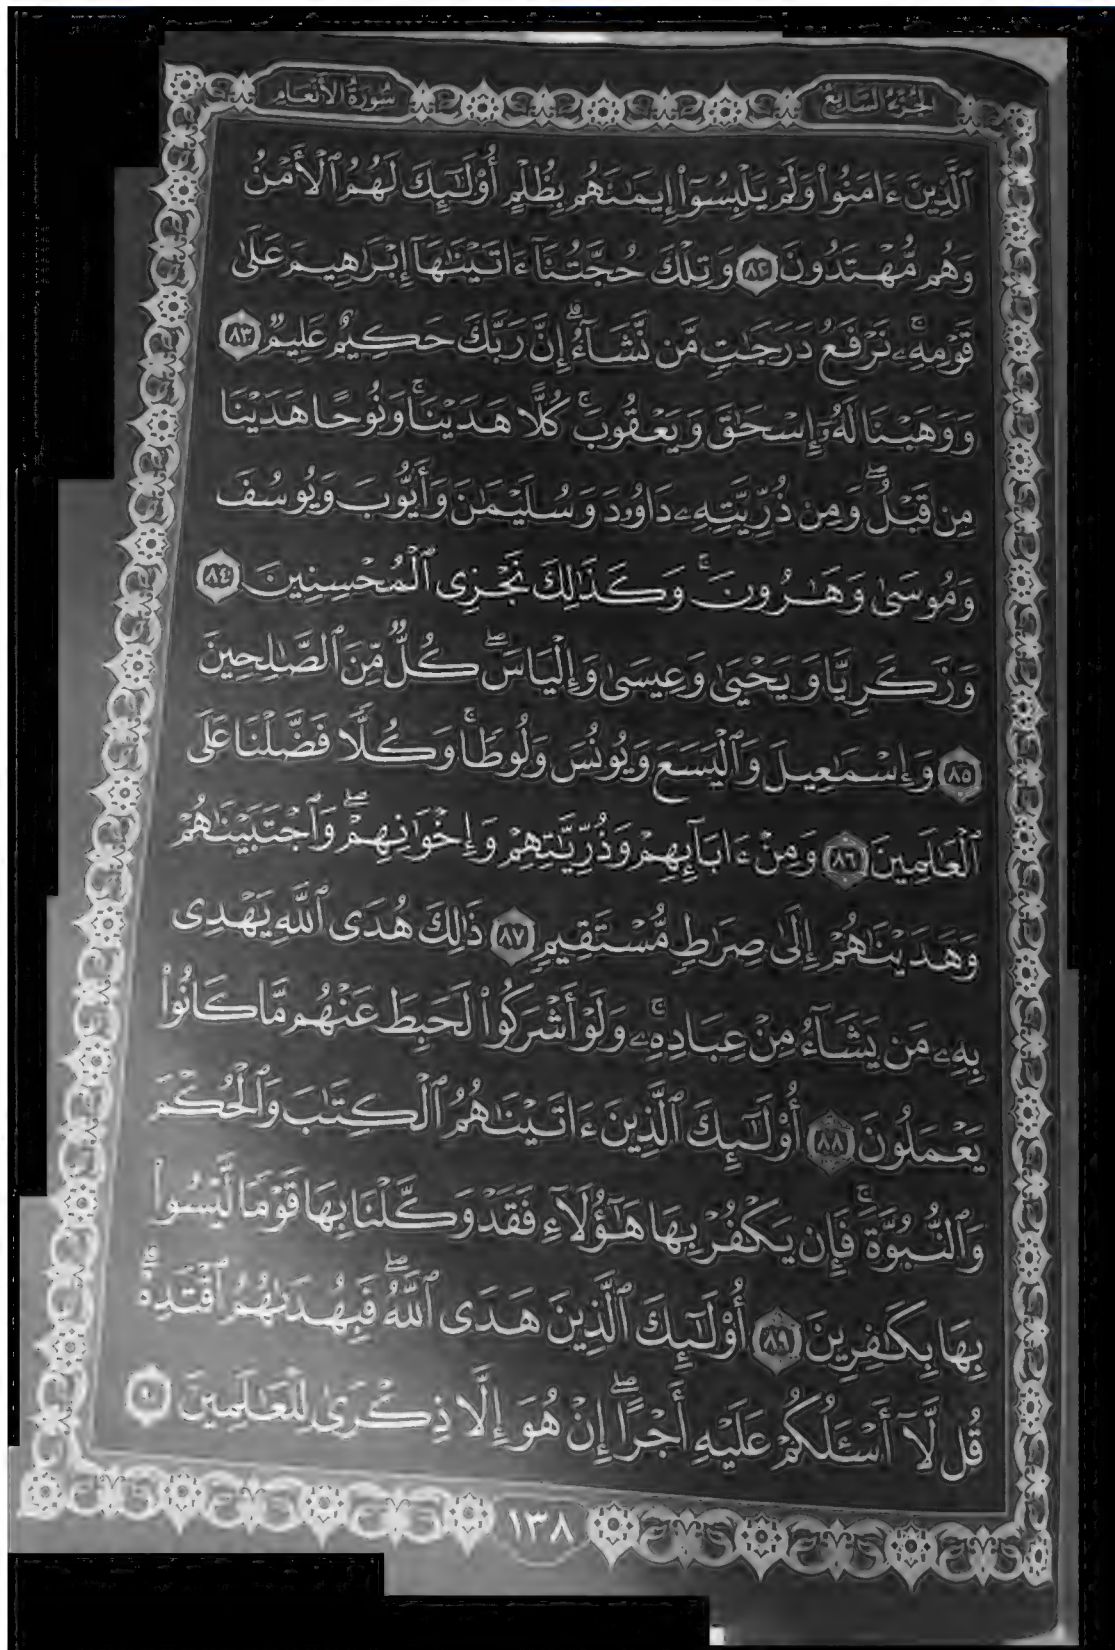 الجزء السابع
سورة الأنعام
ٱلَّذِينَ ءَامَنُوا۟ وَلَمْ يَلْبِسُوٓا۟ إِيمَٰنَهُم بِظُلْمٍ أُو۟لَٰٓئِكَ لَهُمُ ٱلْأَمْنُ
وَهُم مُّهْتَدُونَ ٨٢ وَتِلْكَ حُجَّتُنَآ ءَاتَيْنَٰهَآ إِبْرَٰهِيمَ عَلَىٰ
قَوْمِهِۦۚ نَرْفَعُ دَرَجَٰتٍ مَّن نَّشَآءُۗ إِنَّ رَبَّكَ حَكِيمٌ عَلِيمٌ ٨٣
وَوَهَبْنَا لَهُۥٓ إِسْحَٰقَ وَيَعْقُوبَۚ كُلًّا هَدَيْنَاۚ وَنُوحًا هَدَيْنَا
مِن قَبْلُۖ وَمِن ذُرِّيَّتِهِۦ دَاوُۥدَ وَسُلَيْمَٰنَ وَأَيُّوبَ وَيُوسُفَ
وَمُوسَىٰ وَهَٰرُونَۚ وَكَذَٰلِكَ نَجْزِى ٱلْمُحْسِنِينَ ٨٤
وَزَكَرِيَّا وَيَحْيَىٰ وَعِيسَىٰ وَإِلْيَاسَۖ كُلٌّ مِّنَ ٱلصَّٰلِحِينَ
٨٥ وَإِسْمَٰعِيلَ وَٱلْيَسَعَ وَيُونُسَ وَلُوطًاۚ وَكُلًّا فَضَّلْنَا عَلَى
ٱلْعَٰلَمِينَ ٨٦ وَمِنْ ءَابَآئِهِمْ وَذُرِّيَّٰتِهِمْ وَإِخْوَٰنِهِمْۖ وَٱجْتَبَيْنَٰهُمْ
وَهَدَيْنَٰهُمْ إِلَىٰ صِرَٰطٍ مُّسْتَقِيمٍ ٨٧ ذَٰلِكَ هُدَى ٱللَّهِ يَهْدِى
بِهِۦ مَن يَشَآءُ مِنْ عِبَادِهِۦۚ وَلَوْ أَشْرَكُوا۟ لَحَبِطَ عَنْهُم مَّا كَانُوا۟
يَعْمَلُونَ ٨٨ أُو۟لَٰٓئِكَ ٱلَّذِينَ ءَاتَيْنَٰهُمُ ٱلْكِتَٰبَ وَٱلْحُكْمَ
وَٱلنُّبُوَّةَۚ فَإِن يَكْفُرْ بِهَا هَٰٓؤُلَآءِ فَقَدْ وَكَّلْنَا بِهَا قَوْمًا لَّيْسُوا۟
بِهَا بِكَٰفِرِينَ ٨٩ أُو۟لَٰٓئِكَ ٱلَّذِينَ هَدَى ٱللَّهُۖ فَبِهُدَىٰهُمُ ٱقْتَدِهْۗ
قُل لَّآ أَسْـَٔلُكُمْ عَلَيْهِ أَجْرًاۖ إِنْ هُوَ إِلَّا ذِكْرَىٰ لِلْعَٰلَمِينَ ٩٠
١٣٨